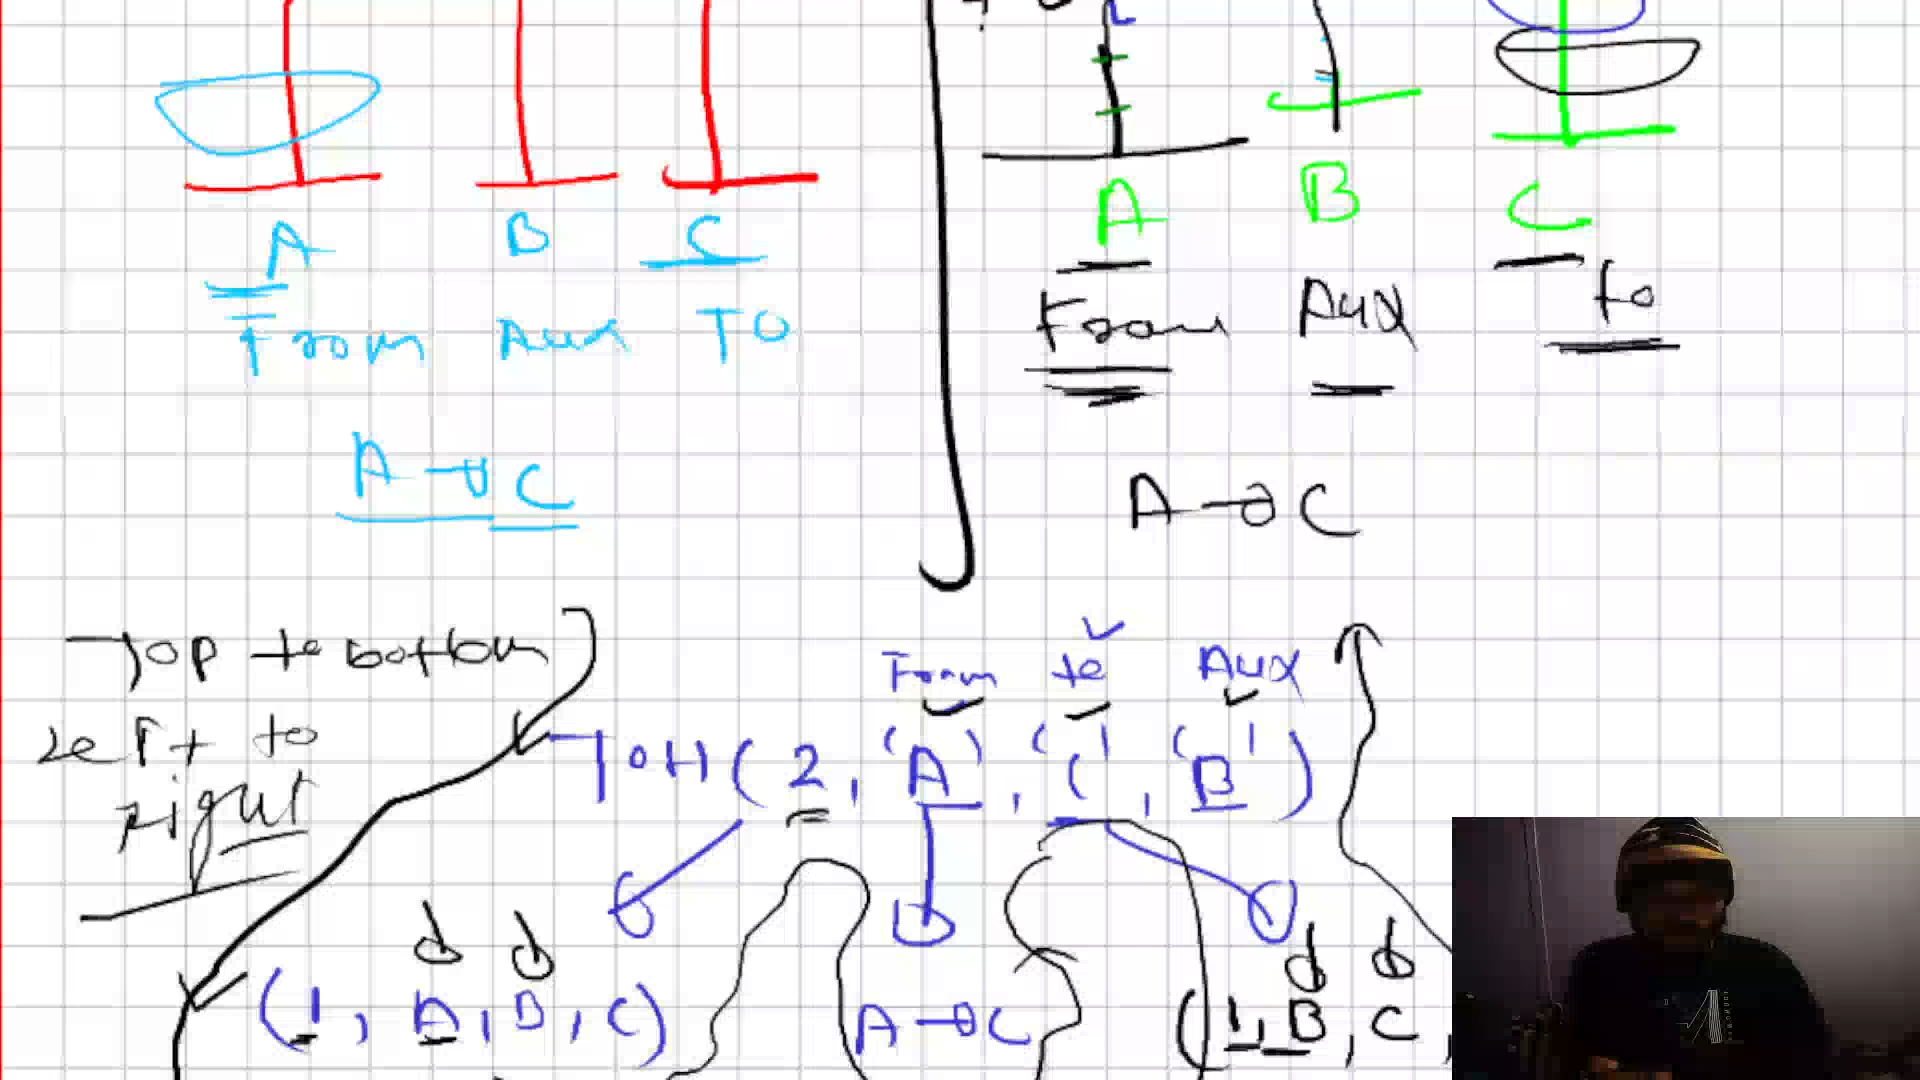 A B C
From Aux TO
A → C
A B C
From Aux to
A → C
Top to bottom
Left to
right
From to Aux
TOH(2, 'A', 'C', 'B')
(1, A, B, C)
A → C
(1, B, C,